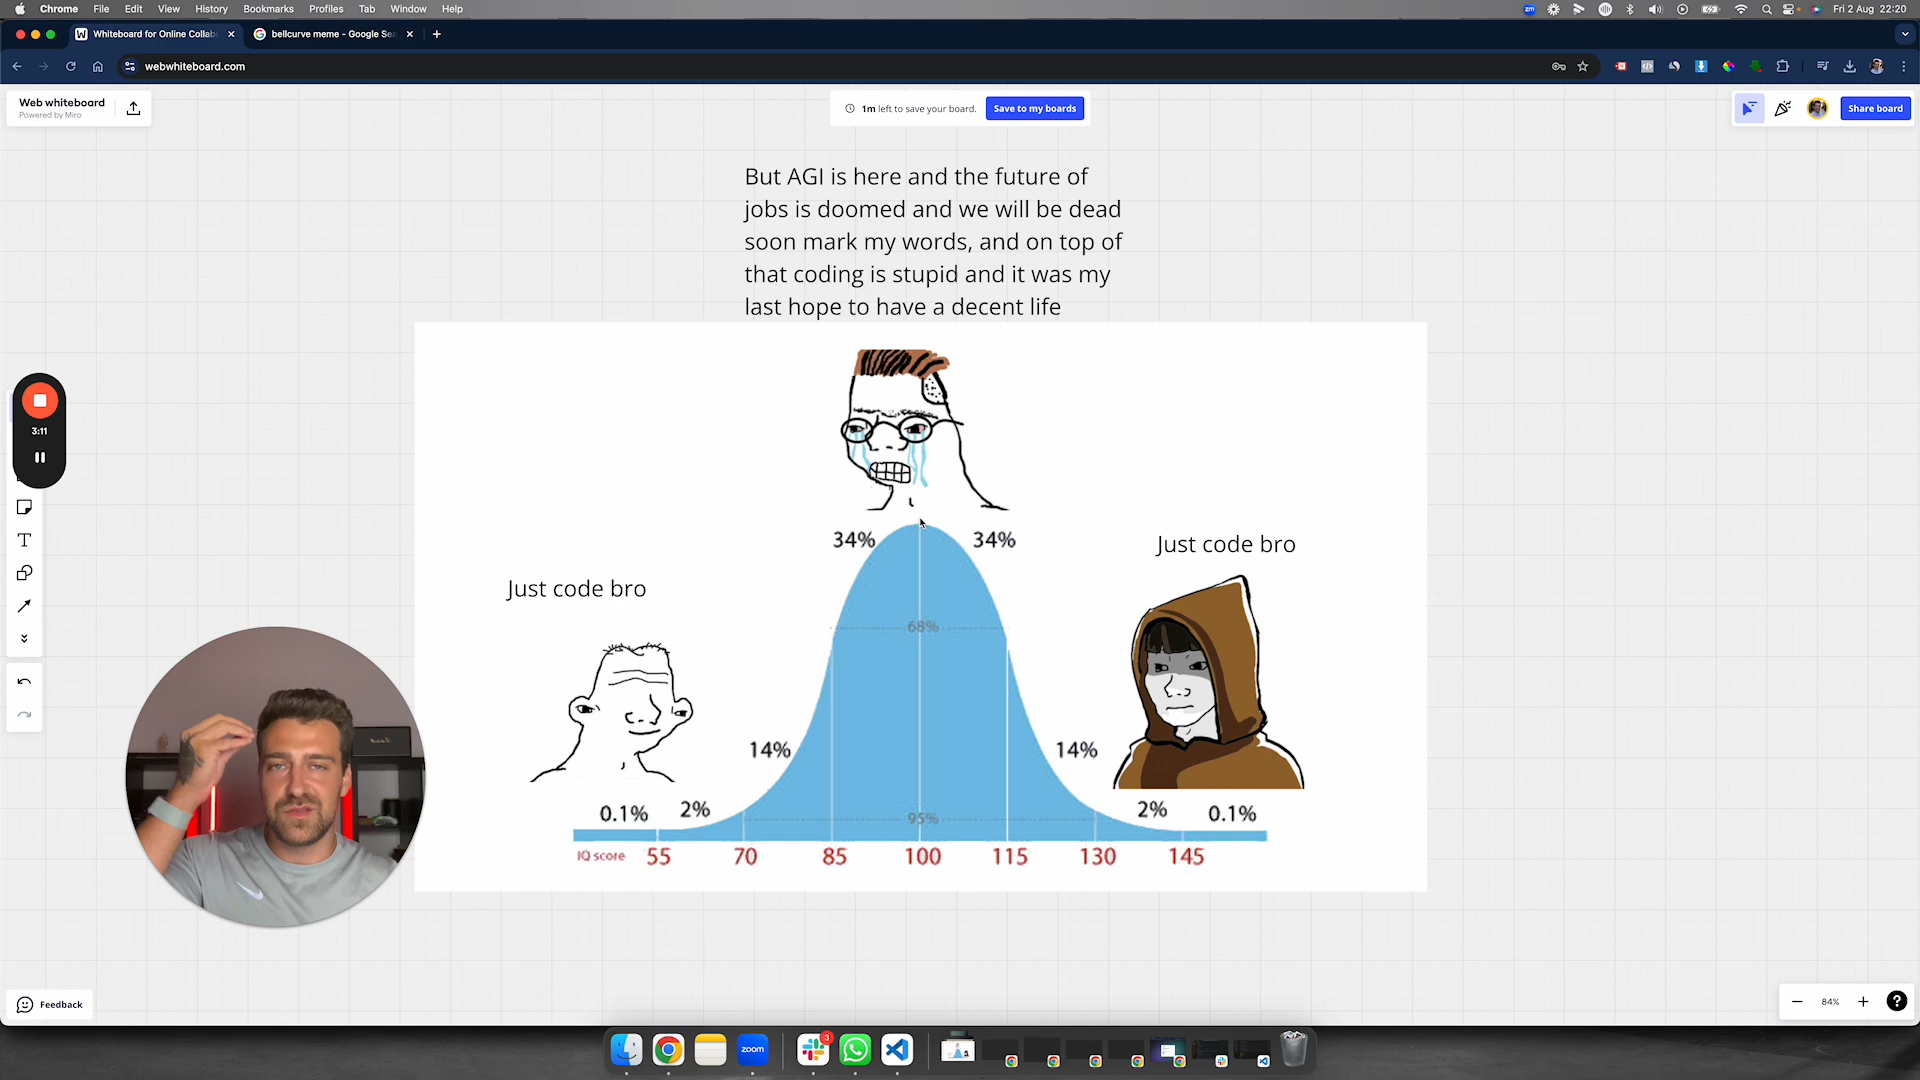 Chrome File Edit View History Bookmarks Profiles Tab Window Help
zm
Fri 2 Aug 22:20
Whiteboard for Online Collab
bellcurve meme - Google Sea
webwhiteboard.com
Web whiteboard
Powered by Miro
1m left to save your board.
Save to my boards
Share board
But AGI is here and the future of
jobs is doomed and we will be dead
soon mark my words, and on top of
that coding is stupid and it was my
last hope to have a decent life
3:11
T
34% 34%
Just code bro
Just code bro
68%
14% 14%
0.1% 2% 95% 2% 0.1%
IQ score 55 70 85 100 115 130 145
Feedback
84%
?
zoom
3